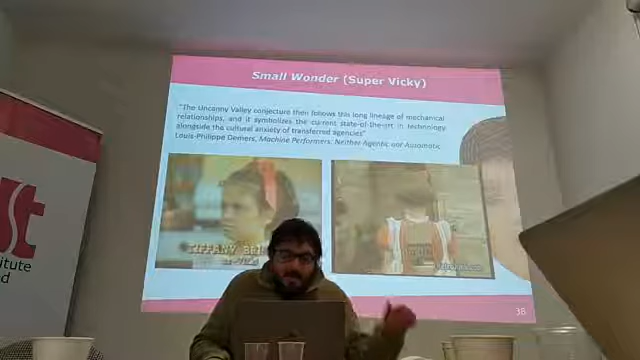 Small Wonder (Super Vicky)
"The Uncanny Valley conjecture then follows this long lineage of mechanical
relationships, and it symbolizes the current state-of-the-art in technology
alongside the cultural anxiety of transferred agencies"
Louis-Philippe Demers, Machine Performers: Neither Agentic nor Automatic
TIFFANY
38
st
itute
d